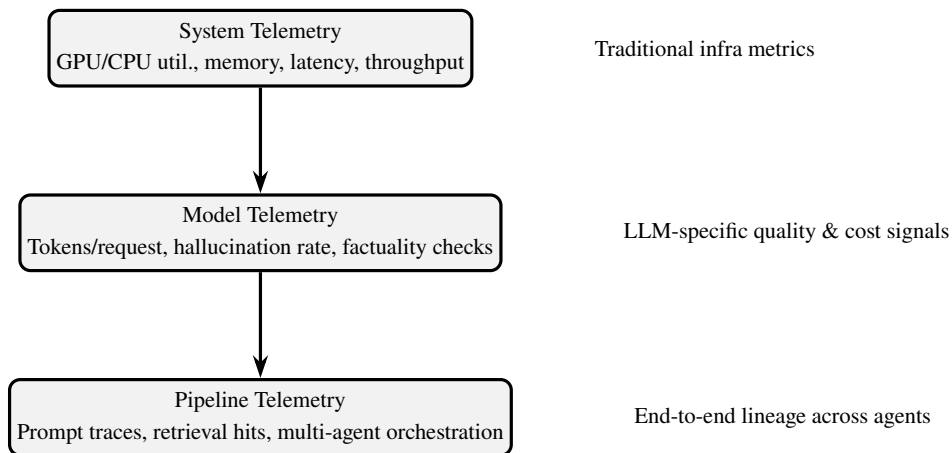 System Telemetry
GPU/CPU util., memory, latency, throughput
Traditional infra metrics
Model Telemetry
Tokens/request, hallucination rate, factuality checks
LLM-specific quality & cost signals
Pipeline Telemetry
Prompt traces, retrieval hits, multi-agent orchestration
End-to-end lineage across agents